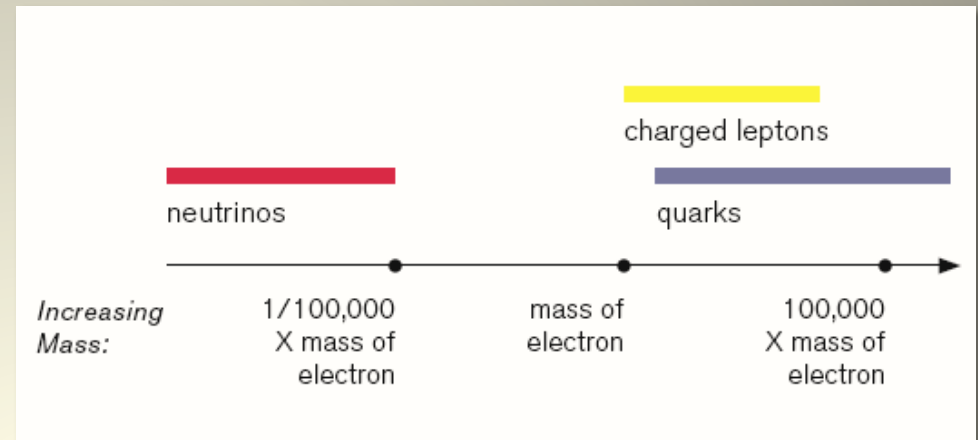 charged leptons
neutrinos
quarks
Increasing
Mass:
1/100,000
X mass of
electron
mass of
electron
100,000
X mass of
electron